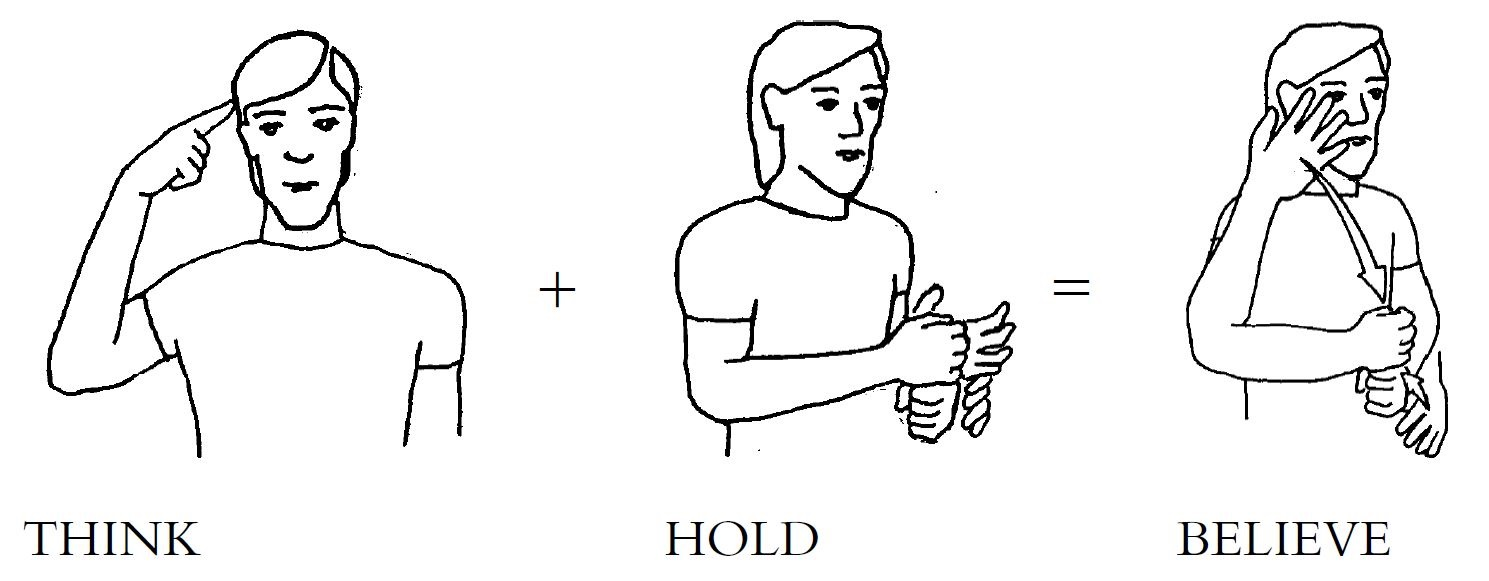 + =
THINK HOLD BELIEVE